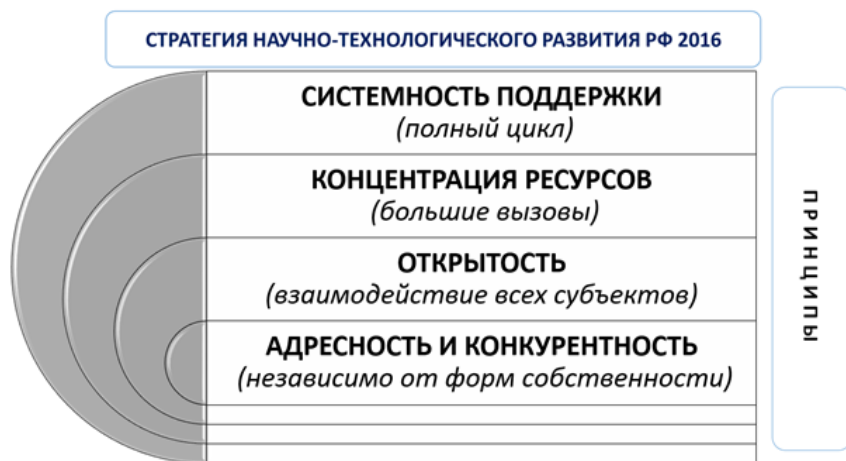 СТРАТЕГИЯ НАУЧНО-ТЕХНОЛОГИЧЕСКОГО РАЗВИТИЯ РФ 2016
СИСТЕМНОСТЬ ПОДДЕРЖКИ
(полный цикл)
КОНЦЕНТРАЦИЯ РЕСУРСОВ
(большие вызовы)
ОТКРЫТОСТЬ
(взаимодействие всех субъектов)
АДРЕСНОСТЬ И КОНКУРЕНТНОСТЬ
(независимо от форм собственности)
ПРИНЦИПЫ